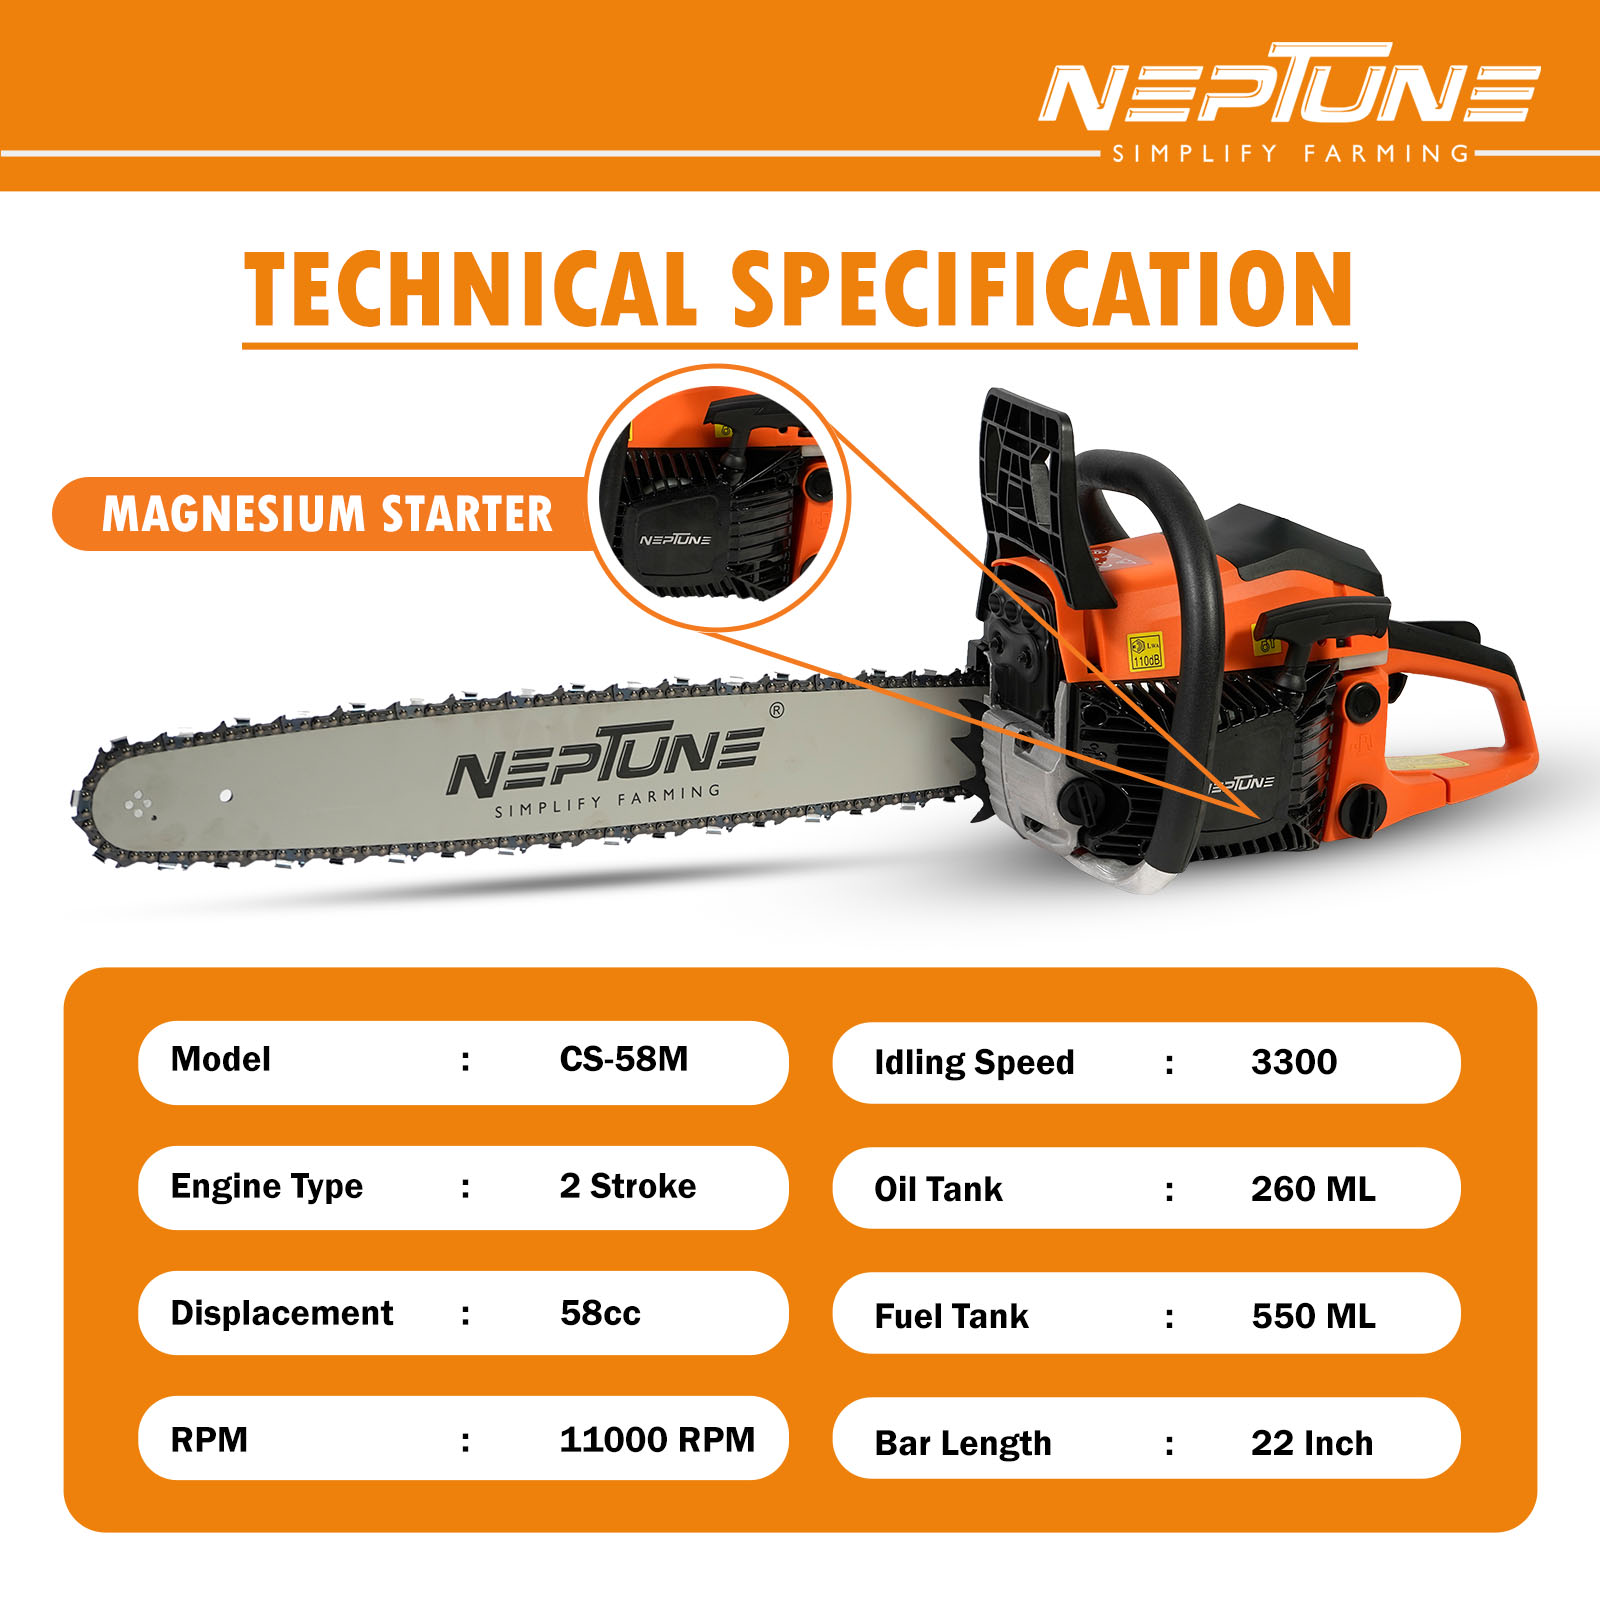 NEPTUNE
SIMPLIFY FARMING
TECHNICAL SPECIFICATION
MAGNESIUM STARTER
NEPTUNE
LWA
110dB
NEPTUNE ®
SIMPLIFY FARMING
NEPTUNE
Model : CS-58M
Engine Type : 2 Stroke
Displacement : 58cc
RPM : 11000 RPM
Idling Speed : 3300
Oil Tank : 260 ML
Fuel Tank : 550 ML
Bar Length : 22 Inch